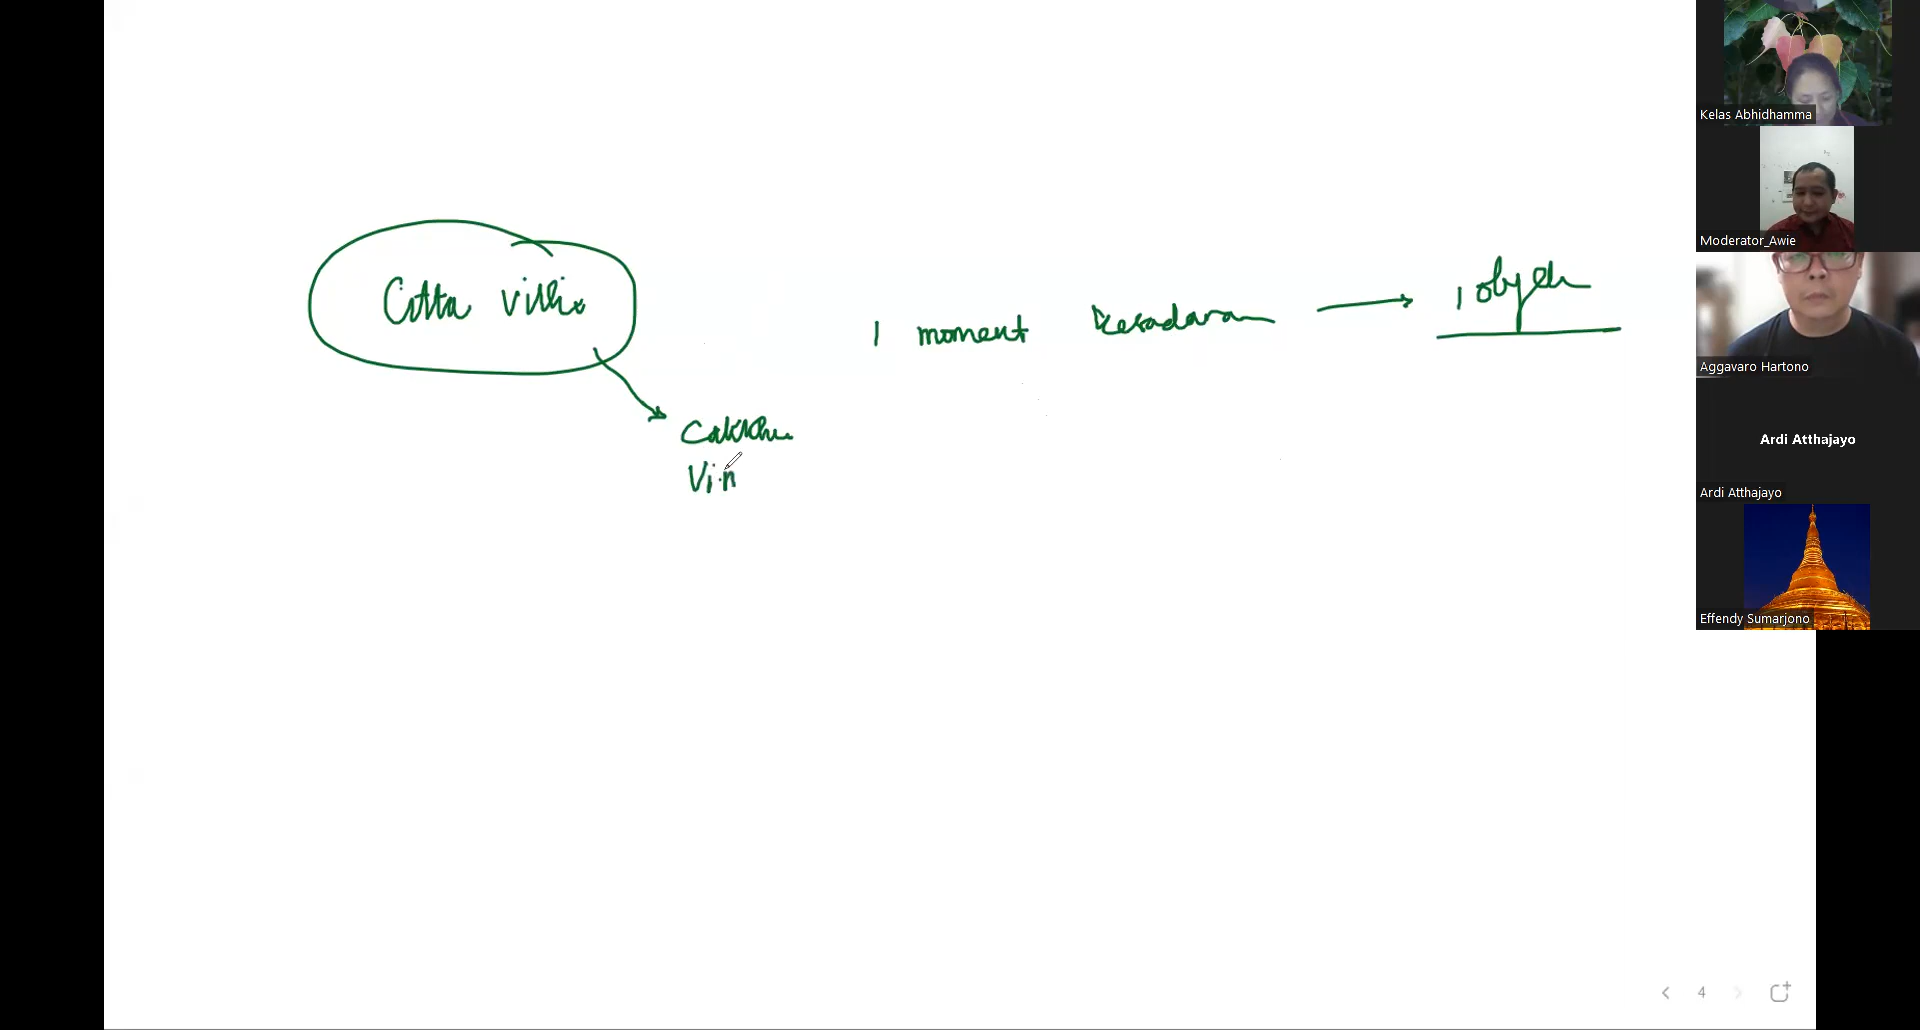 Citta vithi
1 moment kesadaran → 1 obyek
Cakkhu
Vin
Kelas Abhidhamma
Moderator_Awie
Aggavaro Hartono
Ardi Atthajayo
Ardi Atthajayo
Effendy Sumarjono
4